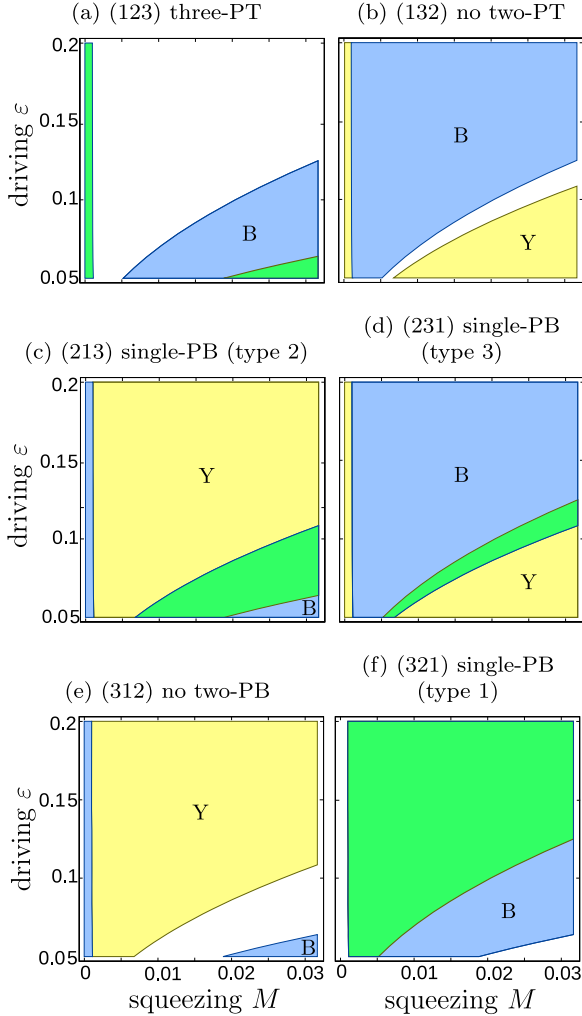 (a) (123) three-PT
(b) (132) no two-PT
0.2
0.15
0.1
0.05
driving ε
B
B
Y
(c) (213) single-PB (type 2)
(d) (231) single-PB
(type 3)
0.2
0.15
0.1
0.05
driving ε
Y
B
B
Y
(e) (312) no two-PB
(f) (321) single-PB
(type 1)
0.2
0.15
0.1
0.05
driving ε
Y
B
B
0 0.01 0.02 0.03
0 0.01 0.02 0.03
squeezing M
squeezing M